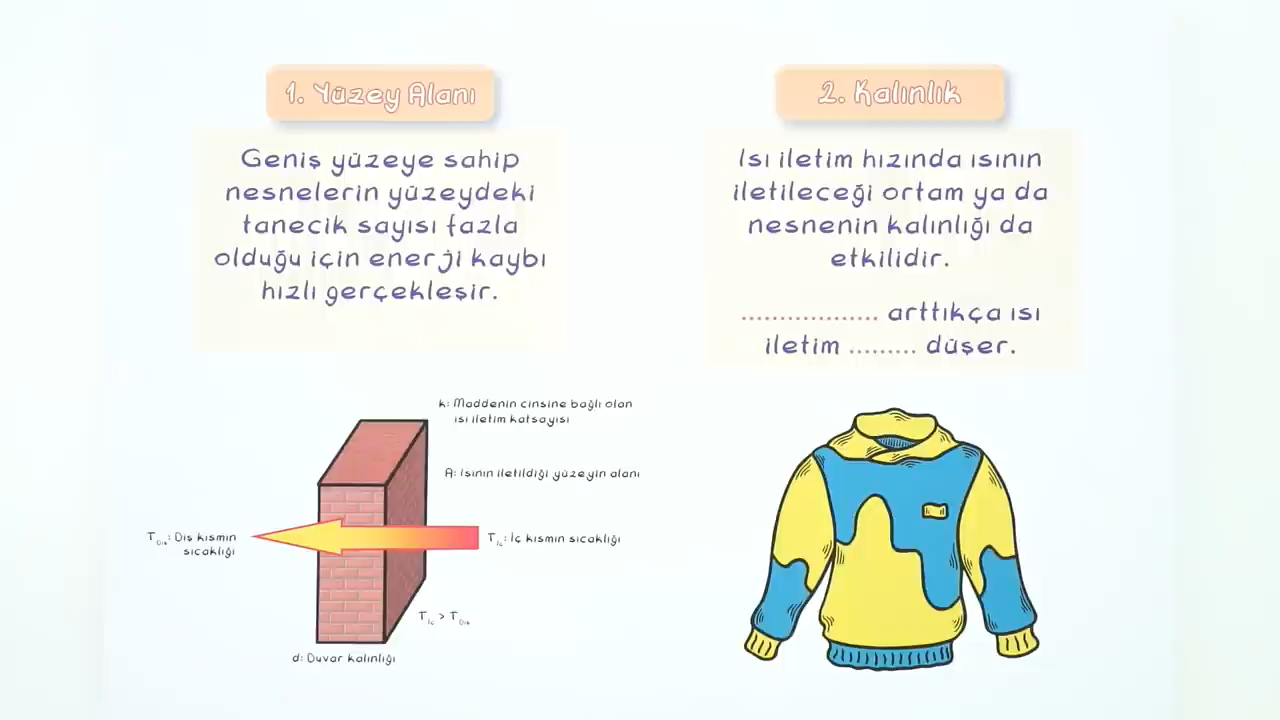 1. Yüzey Alanı
Geniş yüzeye sahip
nesnelerin yüzeydeki
tanecik sayısı fazla
olduğu için enerji kaybı
hızlı gerçekleşir.
2. Kalınlık
Isı iletim hızında ısının
iletileceği ortam ya da
nesnenin kalınlığı da
etkilidir.
................... arttıkça ısı
iletim ......... düşer.
k: Maddenin cinsine bağlı olan
ısı iletim katsayısı
A: Isının iletildiği yüzeyin alanı
T Dış: Dış kısmın
sıcaklığı
T İç: İç kısmın sıcaklığı
T İç > T Dış
d: Duvar kalınlığı